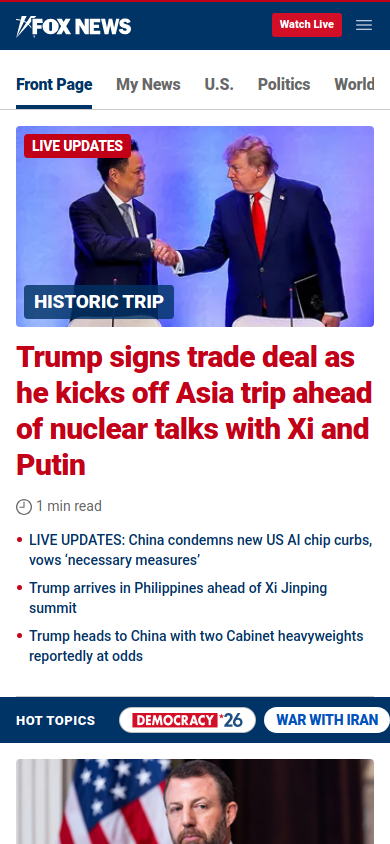 FOX NEWS
Watch Live
Front Page
My News
U.S.
Politics
World
LIVE UPDATES
HISTORIC TRIP
Trump signs trade deal as
he kicks off Asia trip ahead
of nuclear talks with Xi and
Putin
1 min read
LIVE UPDATES: China condemns new US AI chip curbs,
vows ‘necessary measures’
Trump arrives in Philippines ahead of Xi Jinping
summit
Trump heads to China with two Cabinet heavyweights
reportedly at odds
HOT TOPICS
DEMOCRACY '26
WAR WITH IRAN